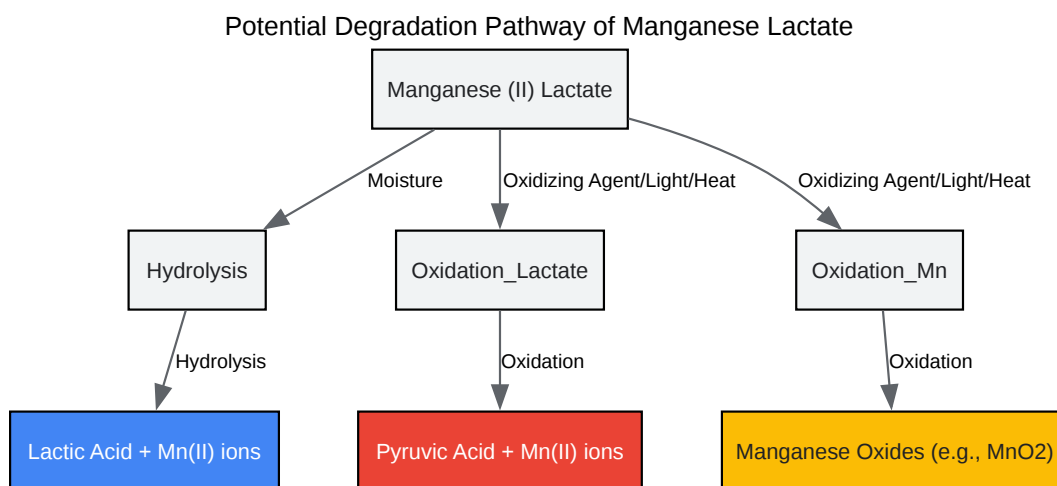 Potential Degradation Pathway of Manganese Lactate
Manganese (II) Lactate
Moisture
Oxidizing Agent/Light/Heat
Oxidizing Agent/Light/Heat
Hydrolysis
Oxidation_Lactate
Oxidation_Mn
Hydrolysis
Oxidation
Oxidation
Lactic Acid + Mn(II) ions
Pyruvic Acid + Mn(II) ions
Manganese Oxides (e.g., MnO2)